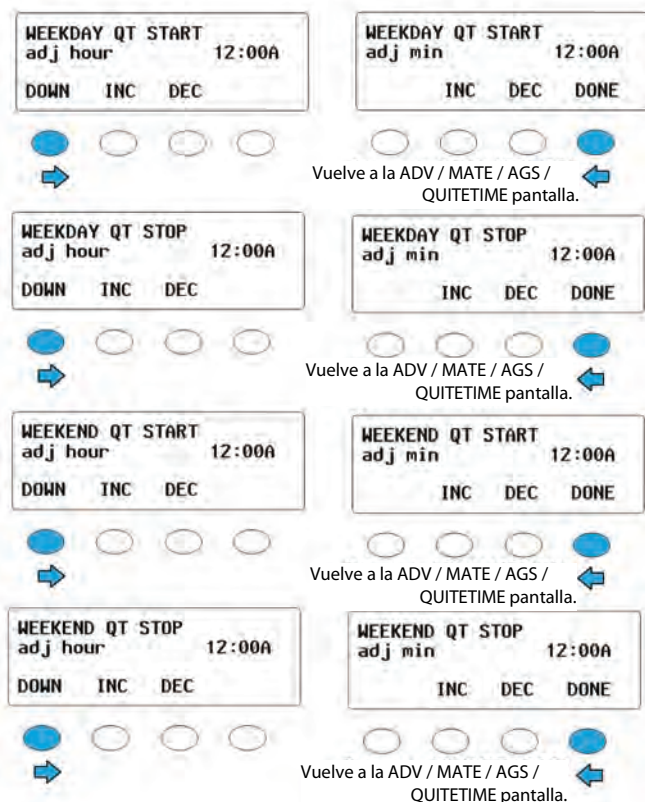 WEEKDAY QT START
adj hour 12:00A
DOWN INC DEC
WEEKDAY QT START
adj min 12:00A
INC DEC DONE
Vuelve a la ADV / MATE / AGS /
QUITETIME pantalla.
WEEKDAY QT STOP
adj hour 12:00A
DOWN INC DEC
WEEKDAY QT STOP
adj min 12:00A
INC DEC DONE
Vuelve a la ADV / MATE / AGS /
QUITETIME pantalla.
WEEKEND QT START
adj hour 12:00A
DOWN INC DEC
WEEKEND QT START
adj min 12:00A
INC DEC DONE
Vuelve a la ADV / MATE / AGS /
QUITETIME pantalla.
WEEKEND QT STOP
adj hour 12:00A
DOWN INC DEC
WEEKEND QT STOP
adj min 12:00A
INC DEC DONE
Vuelve a la ADV / MATE / AGS /
QUITETIME pantalla.